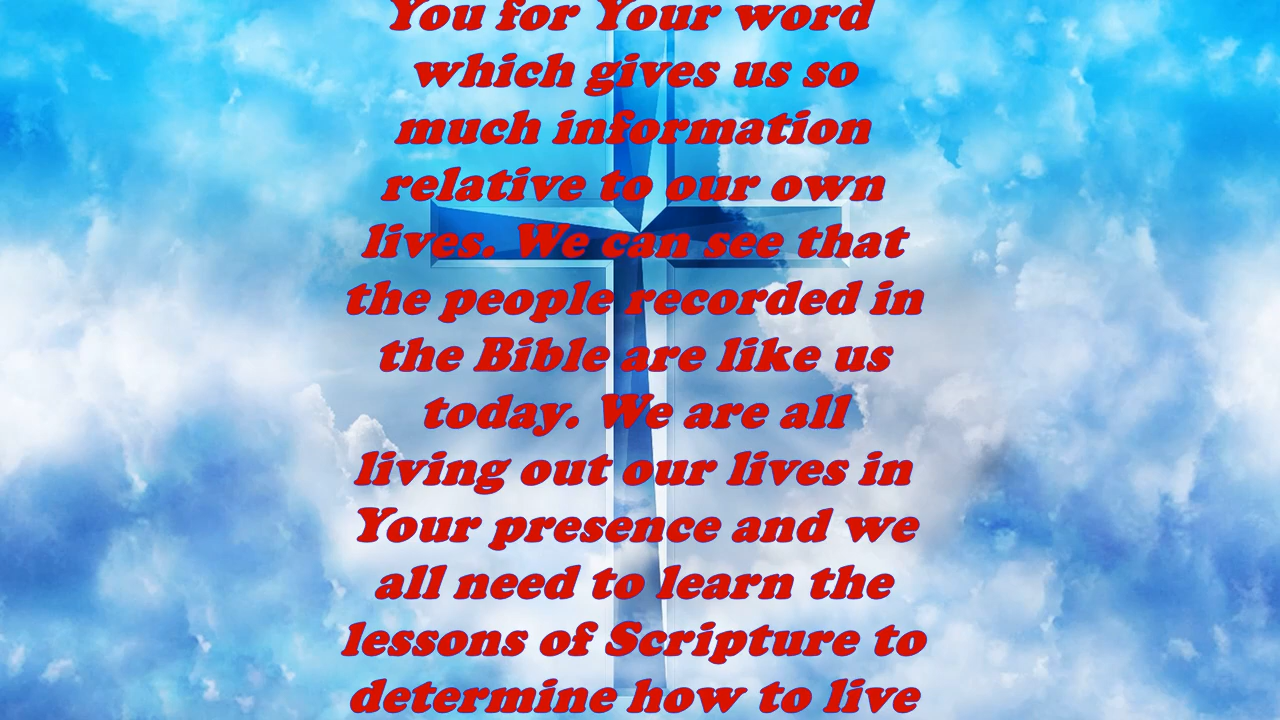 You for Your word
which gives us so
much information
relative to our own
lives. We can see that
the people recorded in
the Bible are like us
today. We are all
living out our lives in
Your presence and we
all need to learn the
lessons of Scripture to
determine how to live